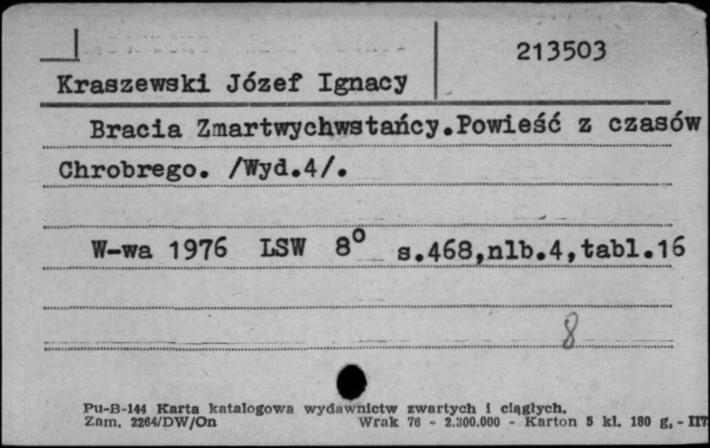 213503
Kraszewski Józef Ignacy
Bracia Zmartwychwstańcy.Powieść z czasów
Chrobrego. /Wyd.4/.
W-wa 1976 LSW 8° s.468,nlb.4,tabl.16
8
Pu-B-144 Karta katalogowa wydawnictw zwartych i ciągłych.
Zam. 2264/DW/On Wrak 76 - 2.300.000 - Karton 5 kl. 180 g, -